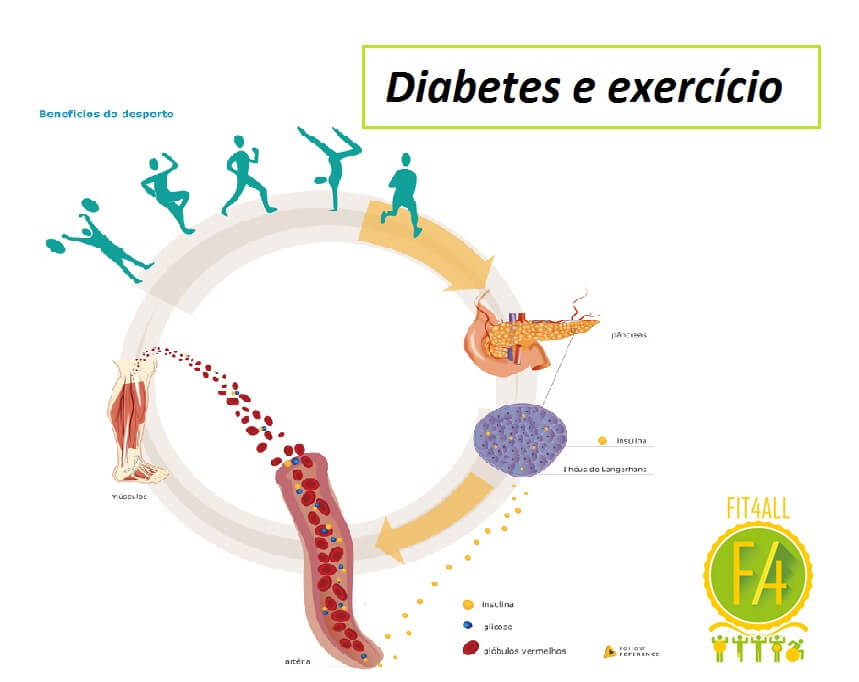 Diabetes e exercício
Benefícios do desporto
pâncreas
insulina
ilhéus de Langerhans
músculos
insulina
glicose
glóbulos vermelhos
artéria
FOLLOW
REFERENCE
FIT4ALL
F4